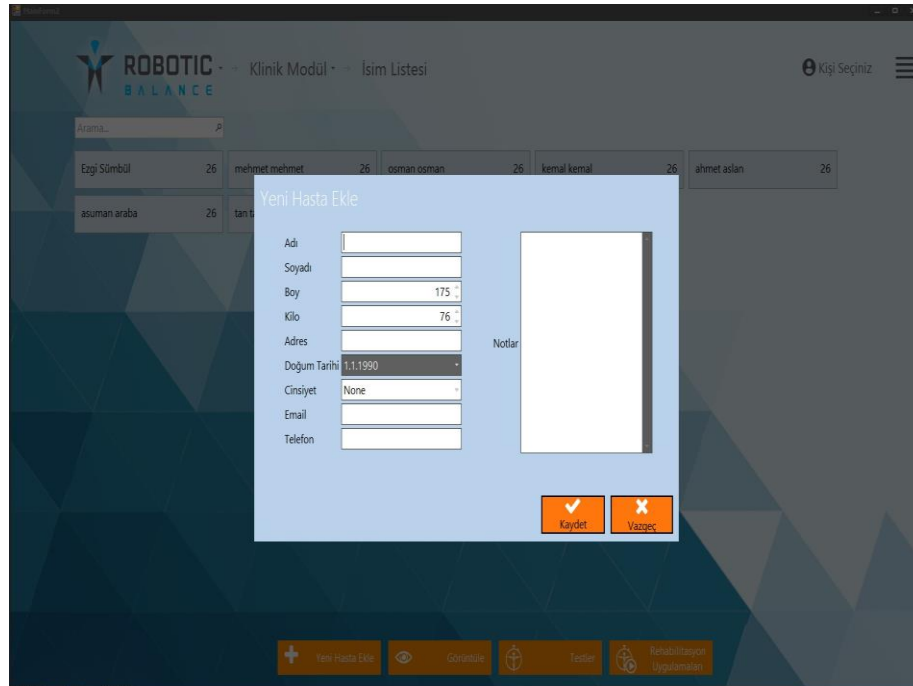 ROBOTIC
BALANCE
Klinik Modül
İsim Listesi
Kişi Seçiniz
Arama...
Ezgi Sümbül 26
mehmet mehmet 26
osman osman 26
kemal kemal 26
ahmet aslan 26
asuman araba 26
Yeni Hasta Ekle
Adı
Soyadı
Boy 175
Kilo 76
Adres
Doğum Tarihi 1.1.1990
Cinsiyet None
Email
Telefon
Notlar
Kaydet
Vazgeç
Yeni Hasta Ekle
Görüntüle
Testler
Rehabilitasyon
Uygulamaları